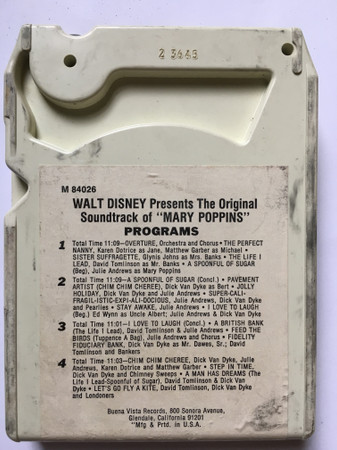 2 3445
M 84026
WALT DISNEY Presents The Original
Soundtrack of "MARY POPPINS"
PROGRAMS
1 Total Time 11:09—OVERTURE, Orchestra and Chorus • THE PERFECT
NANNY, Karen Dotrice as Jane, Matthew Garber as Michael •
SISTER SUFFRAGETTE, Glynis Johns as Mrs. Banks • THE LIFE I
LEAD, David Tomlinson as Mr. Banks • A SPOONFUL OF SUGAR
(Beg.), Julie Andrews as Mary Poppins
2 Total Time 11:09—A SPOONFUL OF SUGAR (Concl.) • PAVEMENT
ARTIST (CHIM CHIM CHEREE), Dick Van Dyke as Bert • JOLLY
HOLIDAY, Dick Van Dyke and Julie Andrews • SUPER-CALI-
FRAGIL-ISTIC-EXPI-ALI-DOCIOUS, Julie Andrews, Dick Van Dyke
and Pearlies • STAY AWAKE, Julie Andrews • I LOVE TO LAUGH
(Beg.) Ed Wynn as Uncle Albert; Julie Andrews & Dick Van Dyke
3 Total Time 11:01—I LOVE TO LAUGH (Concl.) • A BRITISH BANK
(The Life I Lead), David Tomlinson & Julie Andrews • FEED THE
BIRDS (Tuppence A Bag), Julie Andrews and Chorus • FIDELITY
FIDUCIARY BANK, Dick Van Dyke as Mr. Dawes, Sr.; David
Tomlinson and Bankers
4 Total Time 11:03—CHIM CHIM CHEREE, Dick Van Dyke, Julie
Andrews, Karen Dotrice and Matthew Garber • STEP IN TIME,
Dick Van Dyke and Chimney Sweeps • A MAN HAS DREAMS (The
Life I Lead-Spoonful of Sugar), David Tomlinson & Dick Van
Dyke • LET'S GO FLY A KITE, David Tomlinson, Dick Van Dyke
and Londoners
Buena Vista Records, 800 Sonora Avenue,
Glendale, California 91201
"Mfg & Prtd. in U.S.A.